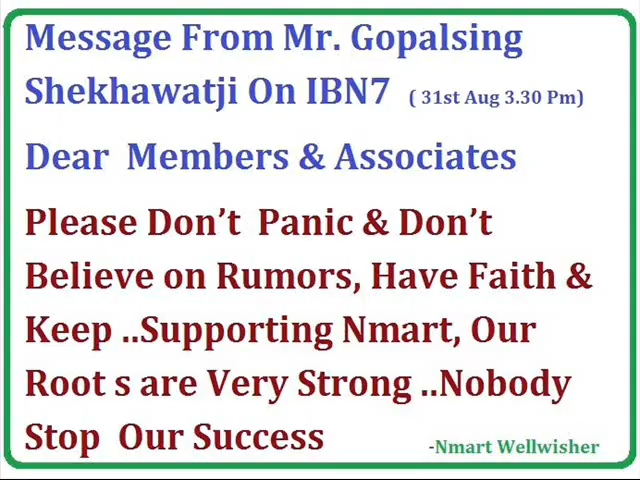 Message From Mr. Gopalsing
Shekhawatji On IBN7 ( 31st Aug 3.30 Pm)
Dear Members & Associates
Please Don’t Panic & Don’t
Believe on Rumors, Have Faith &
Keep ..Supporting Nmart, Our
Root s are Very Strong ..Nobody
Stop Our Success
-Nmart Wellwisher